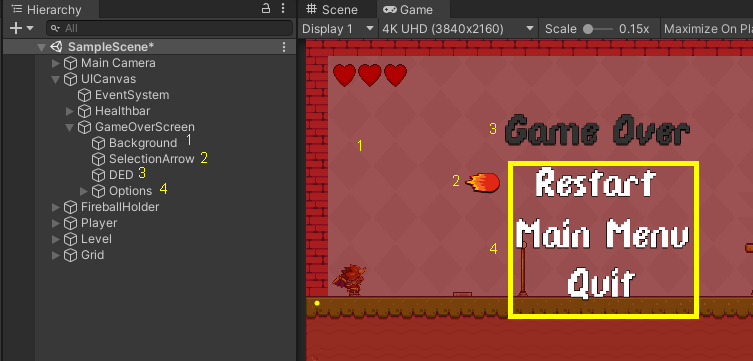 Hierarchy
All
SampleScene*
Main Camera
UICanvas
EventSystem
Healthbar
GameOverScreen
Background 1
SelectionArrow 2
DED 3
Options 4
FireballHolder
Player
Level
Grid
Scene Game
Display 1 4K UHD (3840x2160) Scale 0.15x Maximize On
3 Game Over
1
2 Restart
4 Main Menu
Quit